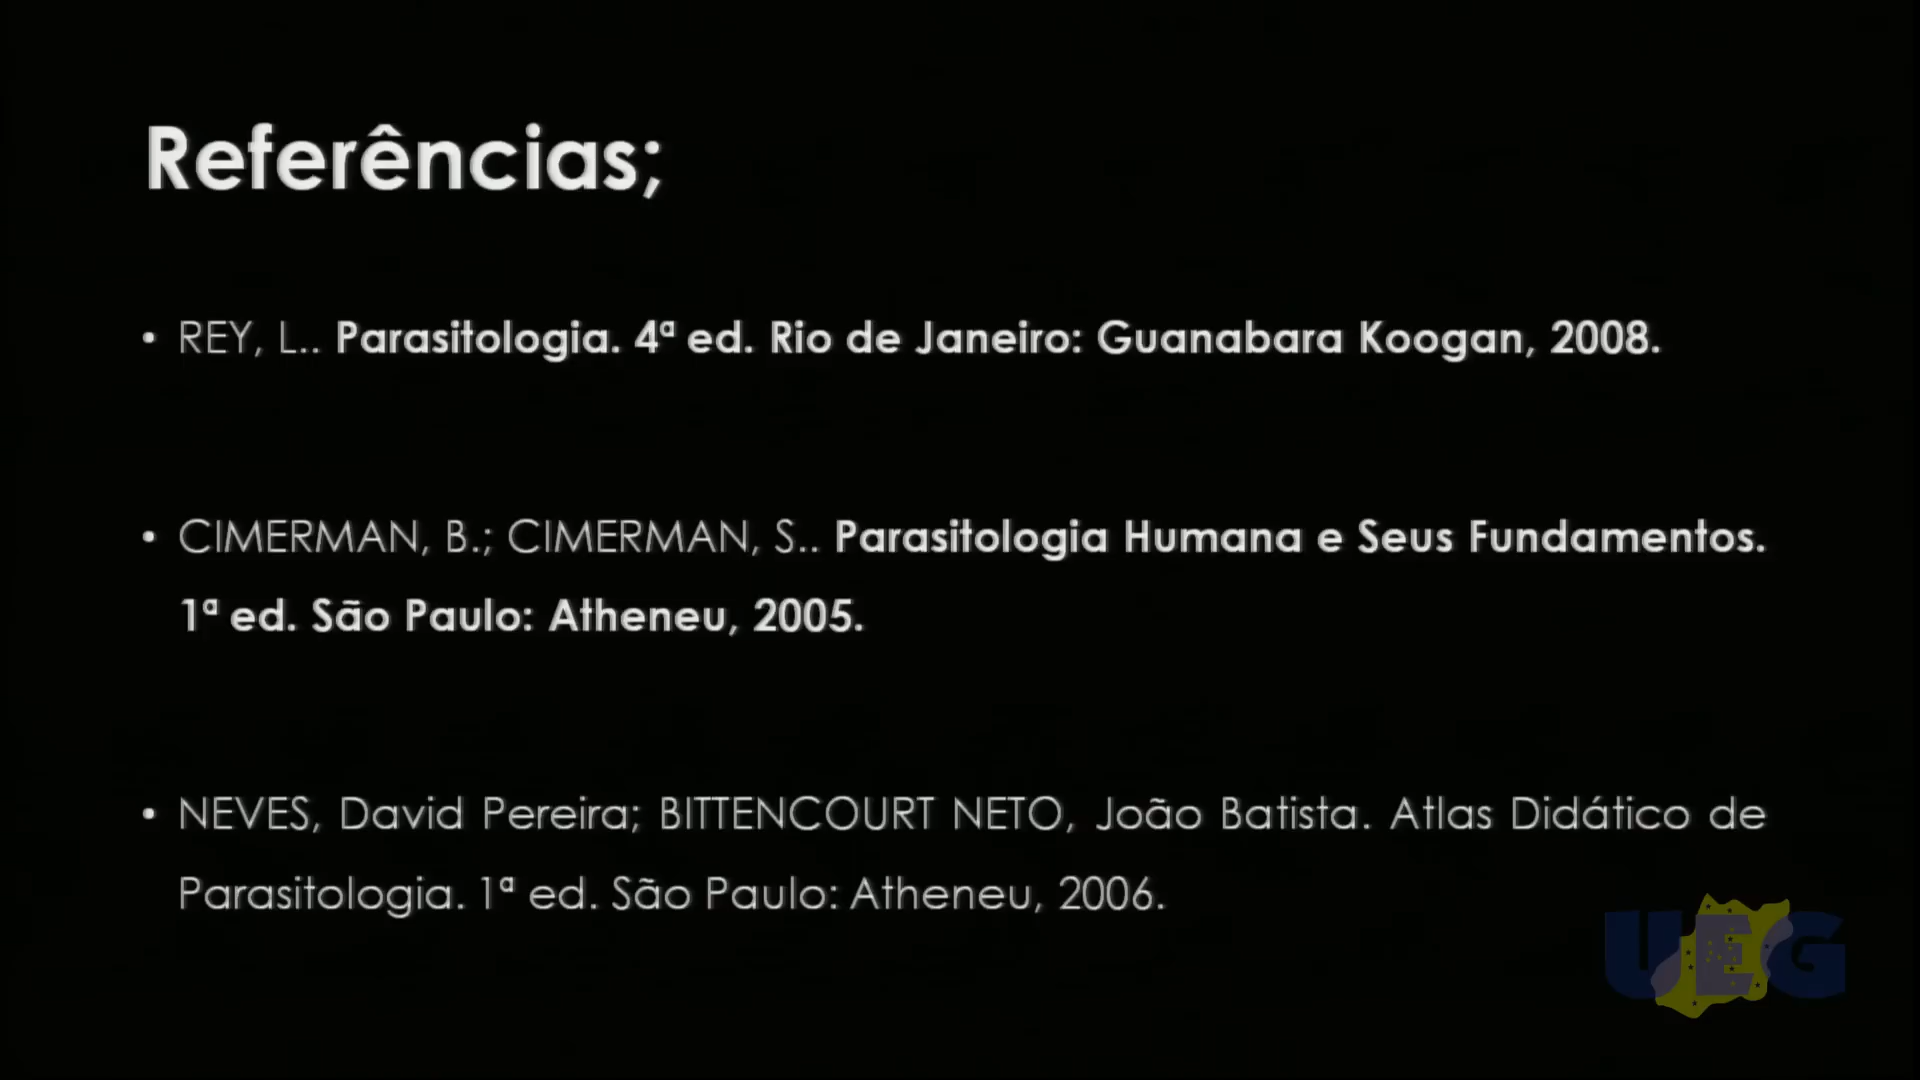 Referências;
• REY, L.. Parasitologia. 4ª ed. Rio de Janeiro: Guanabara Koogan, 2008.
• CIMERMAN, B.; CIMERMAN, S.. Parasitologia Humana e Seus Fundamentos.
1ª ed. São Paulo: Atheneu, 2005.
• NEVES, David Pereira; BITTENCOURT NETO, João Batista. Atlas Didático de
Parasitologia. 1ª ed. São Paulo: Atheneu, 2006.
UEG